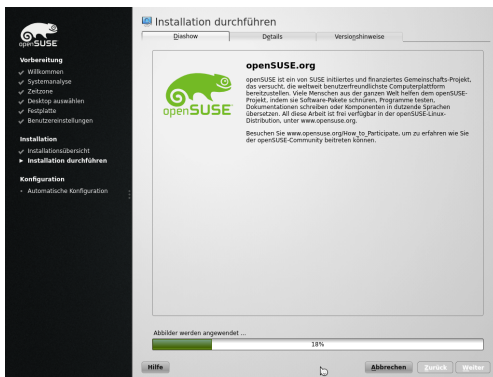 openSUSE
Vorbereitung
Willkommen
Systemanalyse
Zeitzone
Desktop auswählen
Festplatte
Benutzereinstellungen
Installation
Installationsübersicht
Installation durchführen
Konfiguration
Automatische Konfiguration
Installation durchführen
Diashow
Details
Versionshinweise
openSUSE
openSUSE.org
openSUSE ist ein von SUSE initiiertes und finanziertes Gemeinschafts-Projekt,
das versucht, die weltweit benutzerfreundlichste Computerplattform
bereitzustellen. Viele Menschen aus der ganzen Welt helfen dem openSUSE-
Projekt, indem sie Software-Pakete schnüren, Programme testen,
Dokumentationen schreiben oder Komponenten in dutzende Sprachen
übersetzen. All diese Arbeit ist frei verfügbar in der openSUSE-Linux-
Distribution, unter www.opensuse.org.
Besuchen Sie www.opensuse.org/How_to_Participate, um zu erfahren wie Sie
der openSUSE-Community beitreten können.
Abbilder werden angewendet ...
18%
Hilfe
Abbrechen
Zurück
Weiter